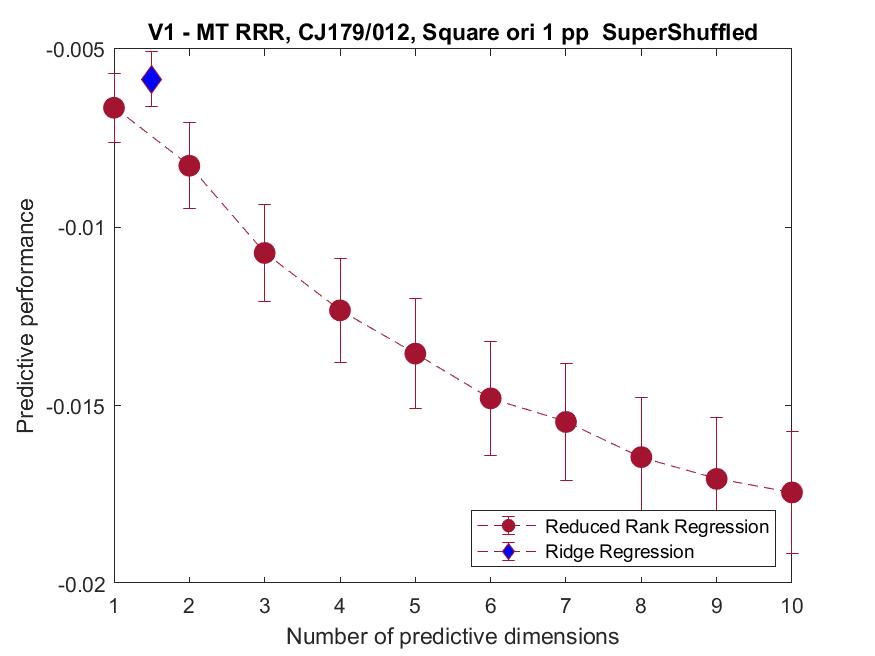 V1 - MT RRR, CJ179/012, Square ori 1 pp  SuperShuffled
-0.005
-0.01
-0.015
-0.02
Predictive performance
1 2 3 4 5 6 7 8 9 10
Number of predictive dimensions
Reduced Rank Regression
Ridge Regression